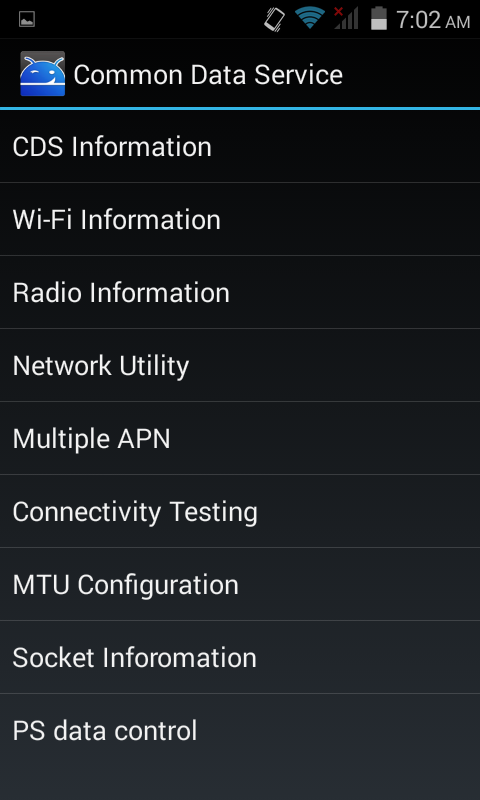 7:02 AM
Common Data Service
CDS Information
Wi-Fi Information
Radio Information
Network Utility
Multiple APN
Connectivity Testing
MTU Configuration
Socket Inforomation
PS data control